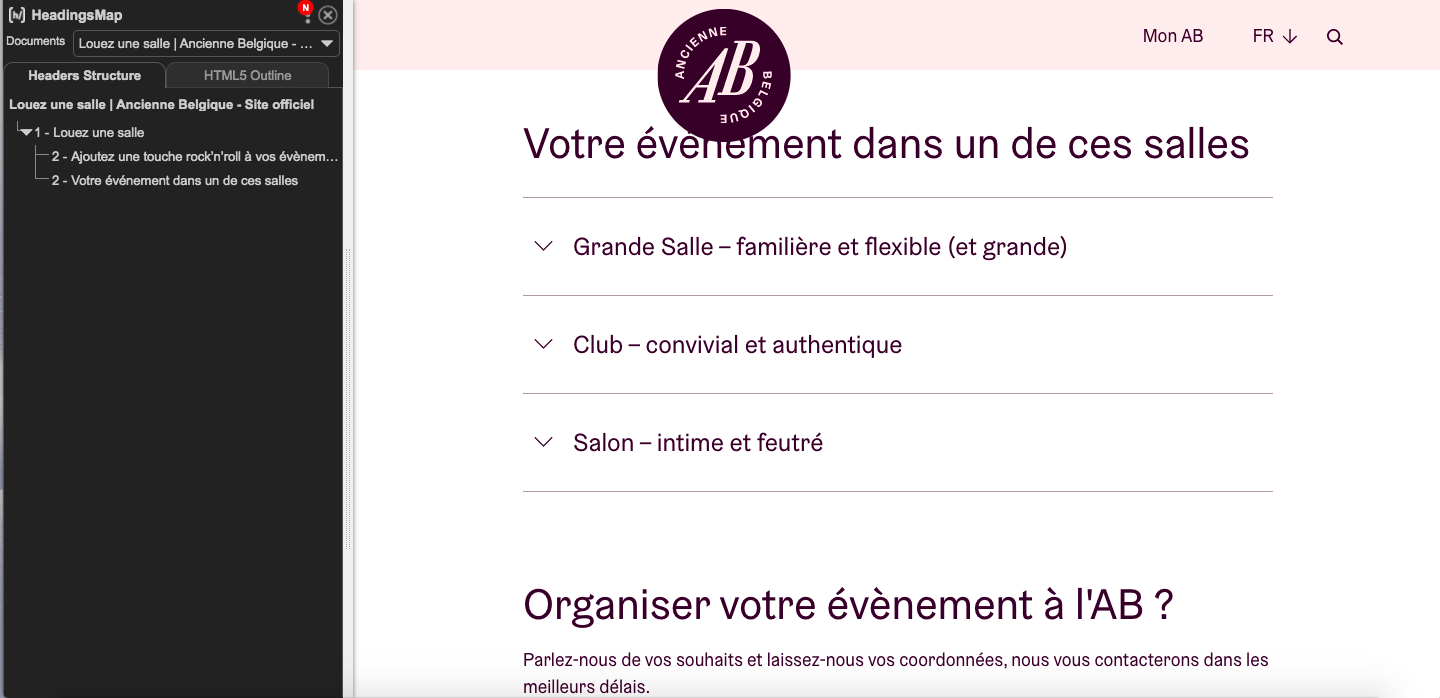 HeadingsMap
N
Documents
Louez une salle | Ancienne Belgique - ...
Headers Structure
HTML5 Outline
Louez une salle | Ancienne Belgique - Site officiel
1 - Louez une salle
2 - Ajoutez une touche rock'n'roll à vos évènem...
2 - Votre événement dans un de ces salles
ANCIENNE
AB
BELGIQUE
Mon AB
FR
Votre événement dans un de ces salles
Grande Salle – familière et flexible (et grande)
Club – convivial et authentique
Salon – intime et feutré
Organiser votre évènement à l'AB ?
Parlez-nous de vos souhaits et laissez-nous vos coordonnées, nous vous contacterons dans les
meilleurs délais.